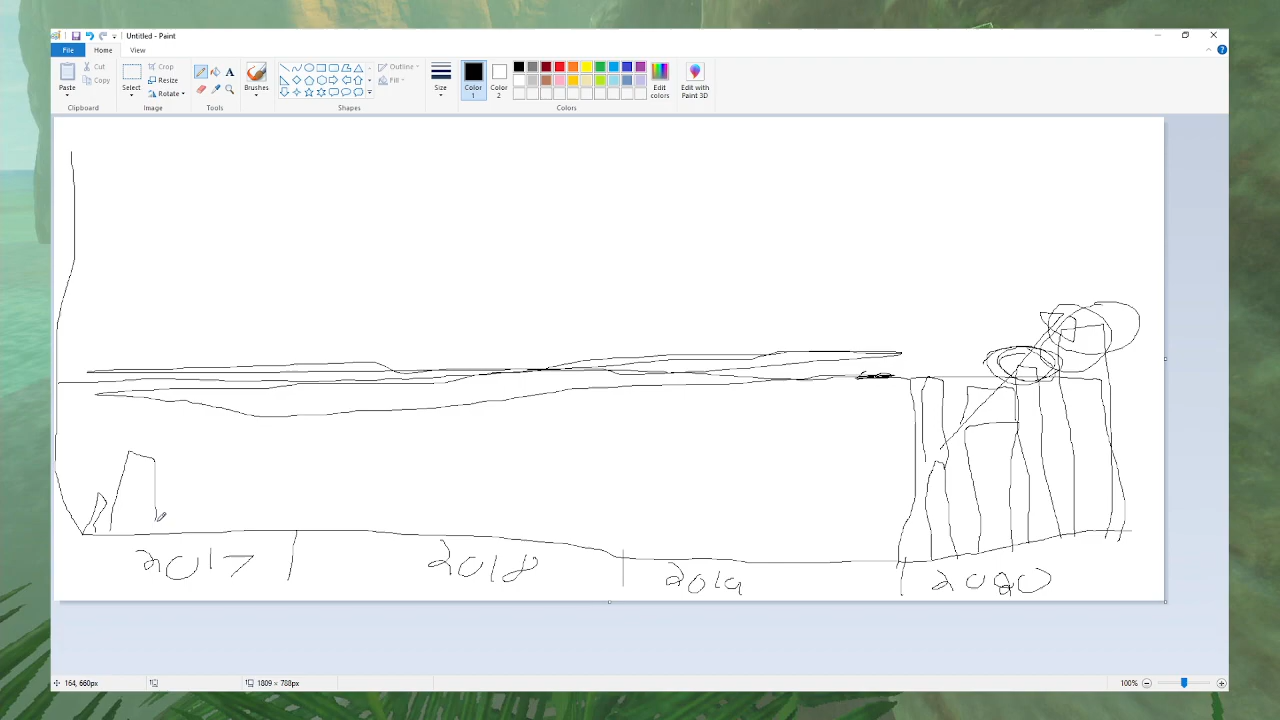 Untitled - Paint
File Home View
Paste
Cut
Copy
Clipboard
Select
Crop
Resize
Rotate
Image
A
Tools
Brushes
Outline
Fill
Shapes
Size
Color 1
Color 2
Edit colors
Colors
Edit with Paint 3D
2017 2018 2019 2020
164, 660px 1809 × 788px 100%